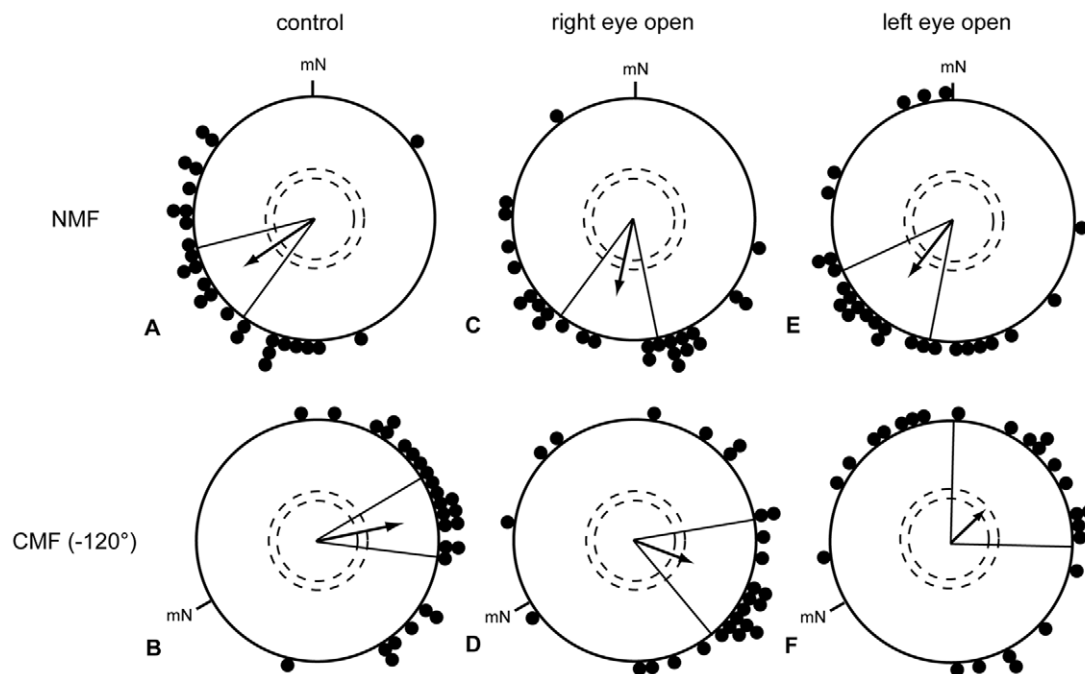 control right eye open left eye open
mN mN mN
NMF
A C E
CMF (-120°)
mN mN mN
B D F